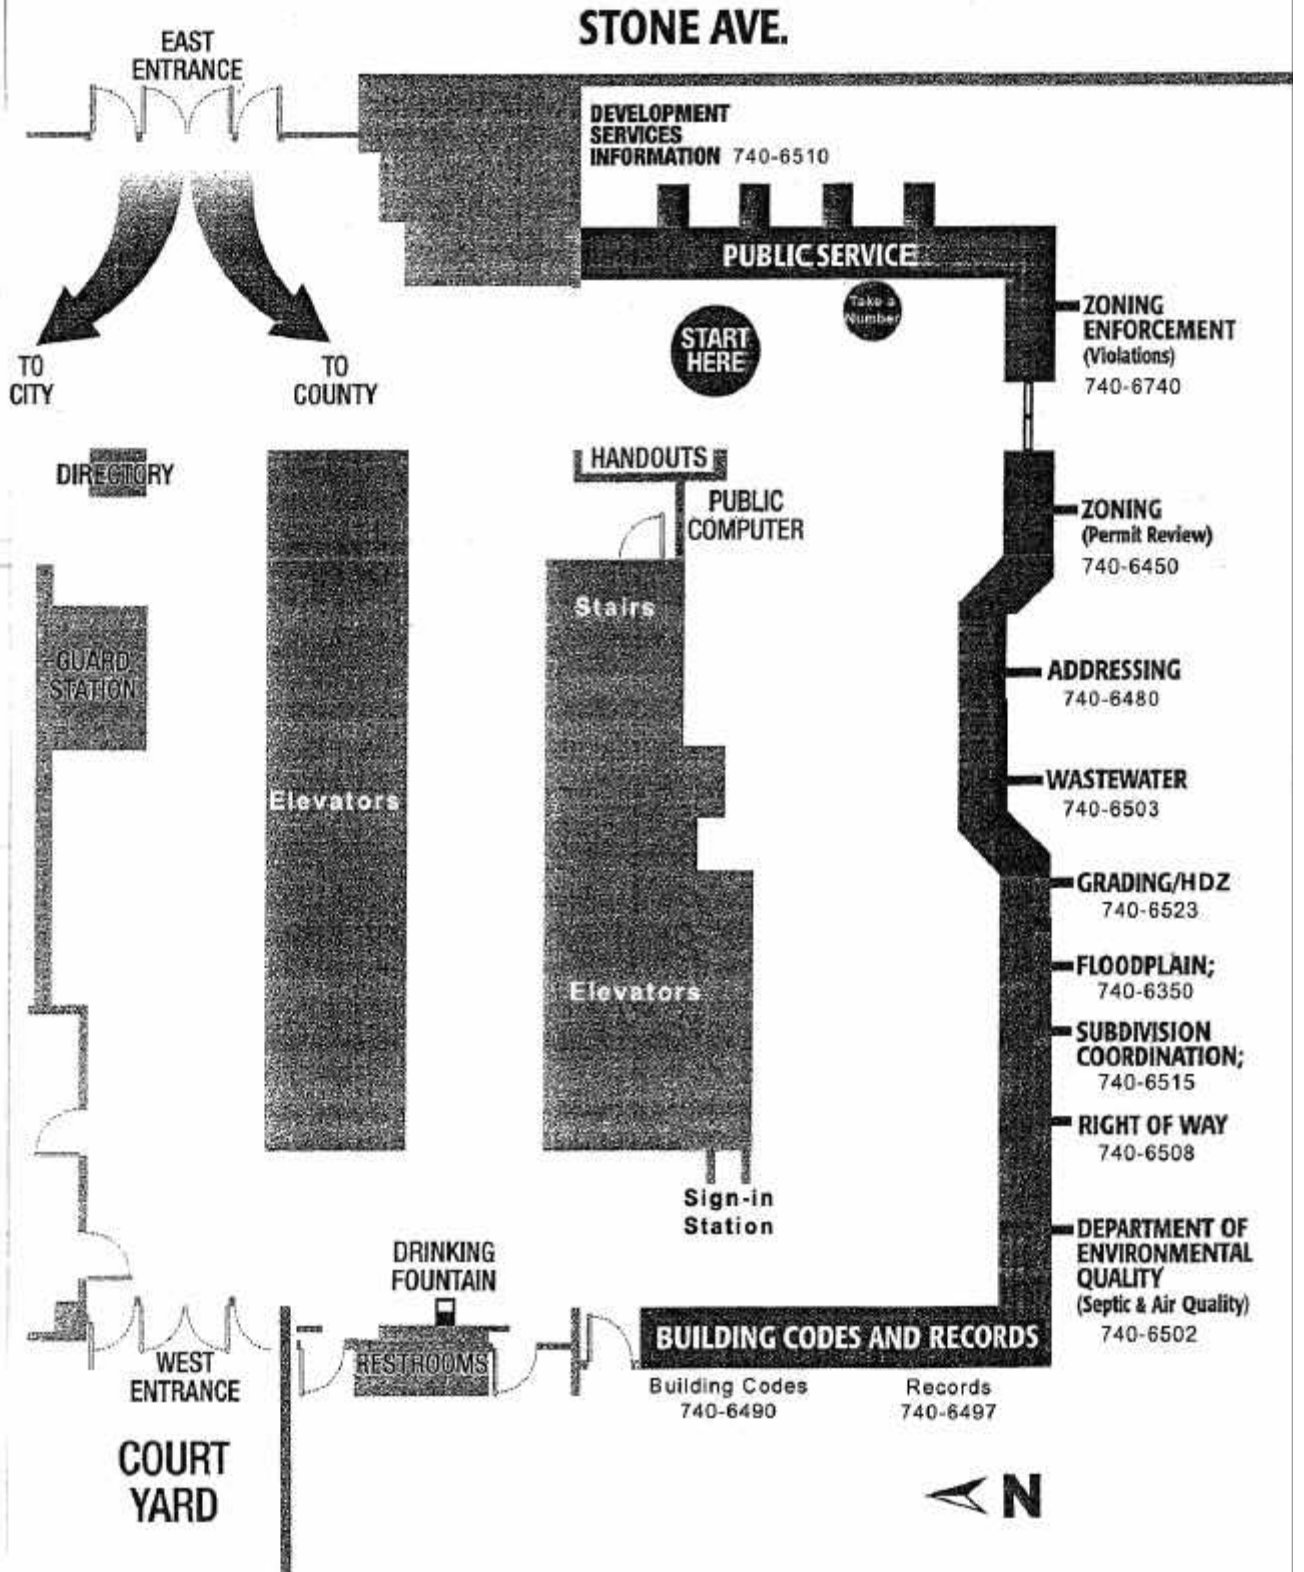 STONE AVE.
EAST
ENTRANCE
DEVELOPMENT
SERVICES
INFORMATION 740-6510
PUBLIC SERVICE
Take a
Number
START
HERE
ZONING
ENFORCEMENT
(Violations)
740-6740
TO
CITY
TO
COUNTY
DIRECTORY
HANDOUTS
PUBLIC
COMPUTER
ZONING
(Permit Review)
740-6450
Stairs
GUARD
STATION
ADDRESSING
740-6480
Elevators
WASTEWATER
740-6503
GRADING/HDZ
740-6523
Elevators
FLOODPLAIN;
740-6350
SUBDIVISION
COORDINATION;
740-6515
RIGHT OF WAY
740-6508
Sign-in
Station
DEPARTMENT OF
ENVIRONMENTAL
QUALITY
(Septic & Air Quality)
740-6502
DRINKING
FOUNTAIN
RESTROOMS
BUILDING CODES AND RECORDS
WEST
ENTRANCE
Building Codes
740-6490
Records
740-6497
COURT
YARD
N